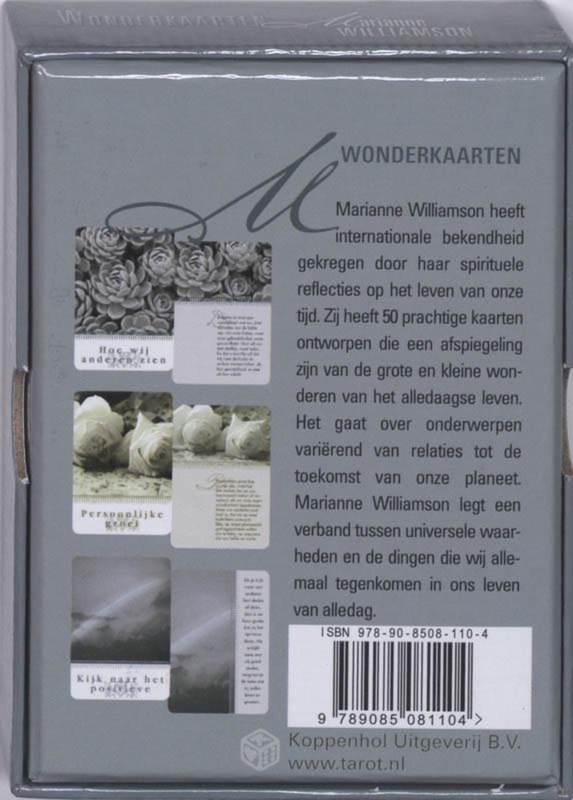 WONDERKAARTEN Marianne WILLIAMSON
WONDERKAARTEN
Marianne Williamson heeft
internationale bekendheid
gekregen door haar spirituele
reflecties op het leven van onze
tijd. Zij heeft 50 prachtige kaarten
ontworpen die een afspiegeling
zijn van de grote en kleine won-
deren van het alledaagse leven.
Het gaat over onderwerpen
variërend van relaties tot de
toekomst van onze planeet.
Marianne Williamson legt een
verband tussen universele waar-
heden en de dingen die wij alle-
maal tegenkomen in ons leven
van alledag.
Hoe wij
anderen zien
Persoonlijke
groei
Kijk naar het
positieve
ISBN 978-90-8508-110-4
9 789085 081104 >
Koppenhol Uitgeverij B.V.
www.tarot.nl